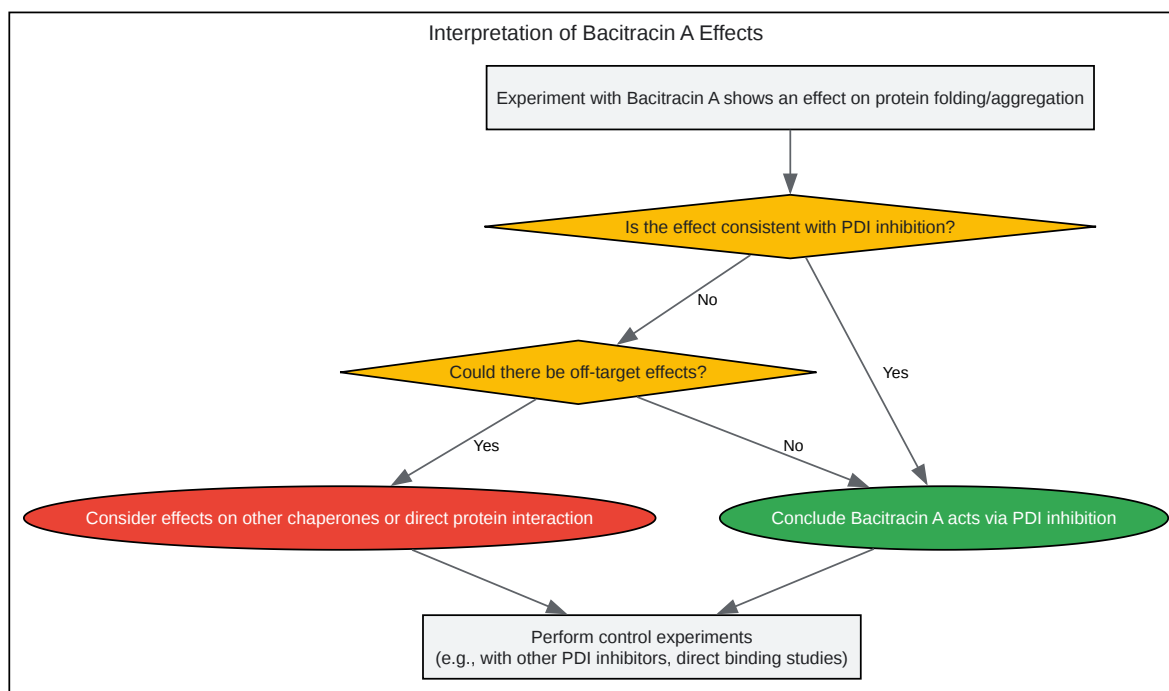 Interpretation of Bacitracin A Effects
Experiment with Bacitracin A shows an effect on protein folding/aggregation
Is the effect consistent with PDI inhibition?
No
Could there be off-target effects?
Yes
Yes
No
Consider effects on other chaperones or direct protein interaction
Conclude Bacitracin A acts via PDI inhibition
Perform control experiments
(e.g., with other PDI inhibitors, direct binding studies)